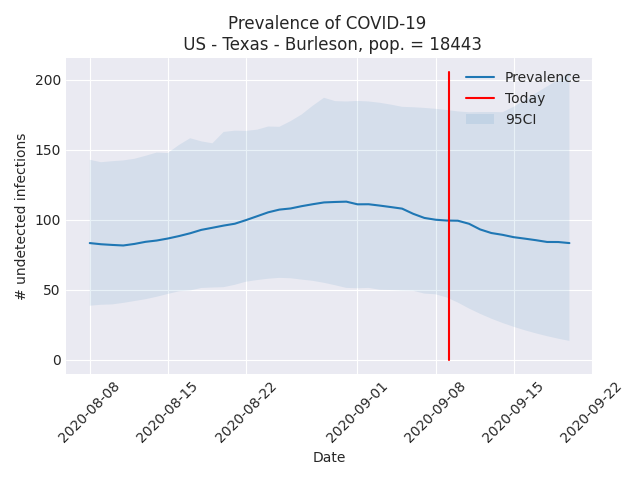 Prevalence of COVID-19
US - Texas - Burleson, pop. = 18443
Prevalence
Today
95CI
# undetected infections
200
150
100
50
0
2020-08-08
2020-08-15
2020-08-22
2020-09-01
2020-09-08
2020-09-15
2020-09-22
Date